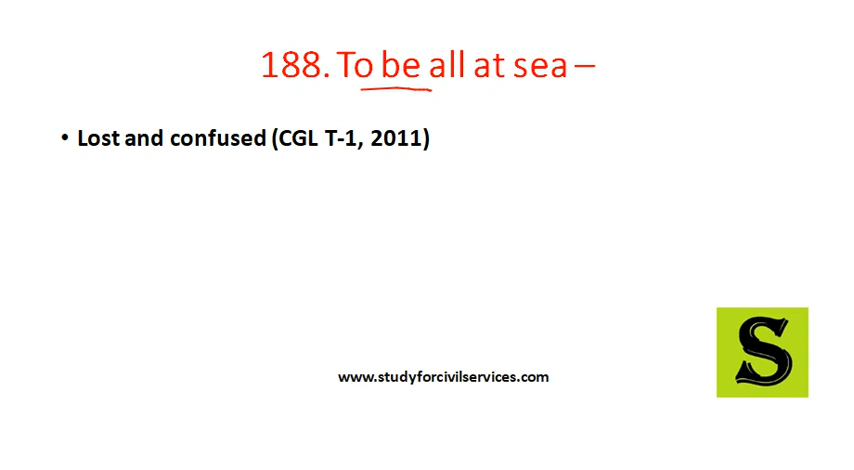 188. To be all at sea –
• Lost and confused (CGL T-1, 2011)
S
www.studyforcivilservices.com